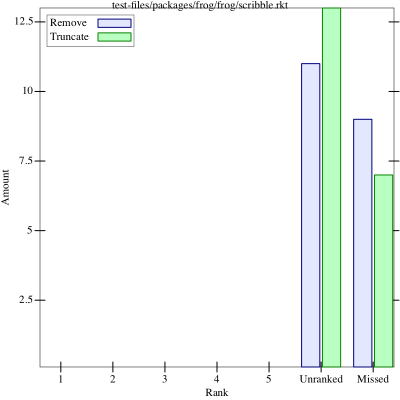 test-files/packages/frog/frog/scribble.rkt
Remove
Truncate
12.5
10
7.5
5
2.5
Amount
1 2 3 4 5 Unranked Missed
Rank